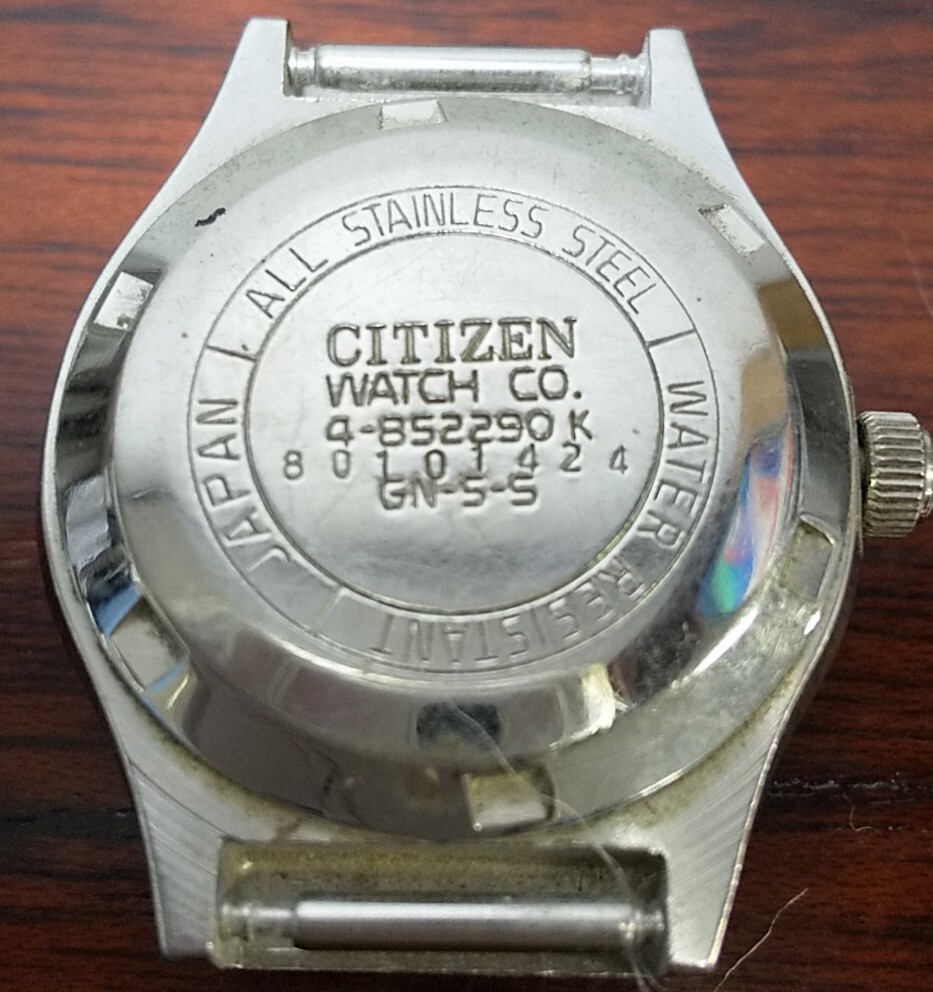 ALL STAINLESS STEEL
WATER RESISTANT
JAPAN
CITIZEN
WATCH CO.
4-852290 K
80101424
GN-5-S